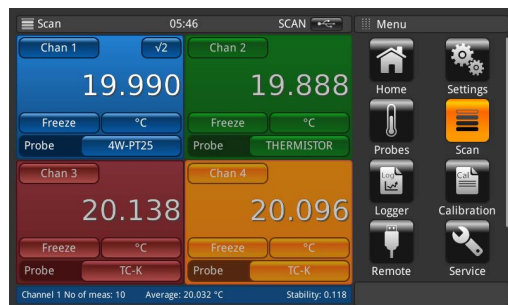 Scan 05:46 SCAN
Chan 1 √2
19.990
Freeze °C
Probe 4W-PT25
Chan 2
19.888
Freeze °C
Probe THERMISTOR
Chan 3
20.138
Freeze °C
Probe TC-K
Chan 4
20.096
Freeze °C
Probe TC-K
Channel 1 No of meas: 10 Average: 20.032 °C Stability: 0.118
Menu
Home Settings
Probes Scan
Log
Cal
Logger Calibration
Remote Service